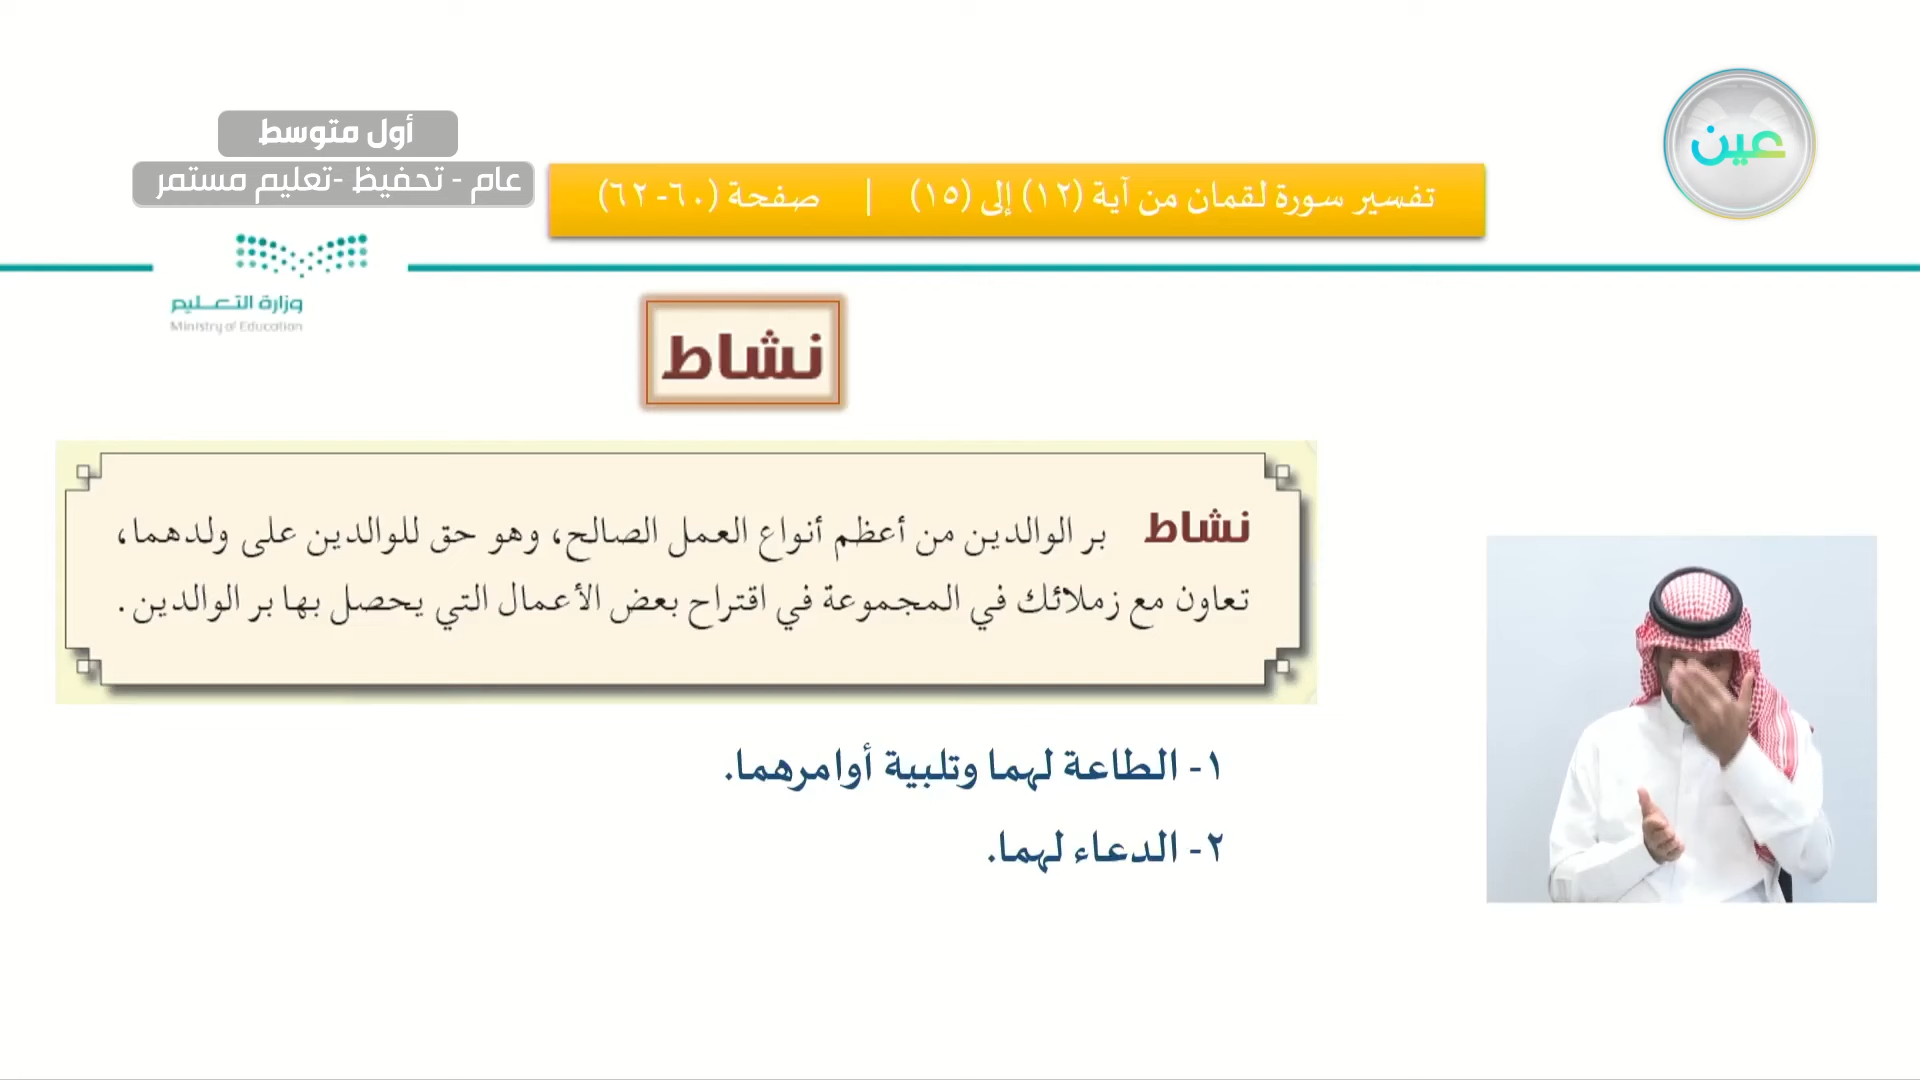 عين
أول متوسط
عام - تحفيظ -تعليم مستمر
تفسير سورة لقمان من آية (١٢) إلى (١٥) | صفحة (٦٠- ٦٢)
وزارة التعليم
Ministry of Education
نشاط
نشاط بر الوالدين من أعظم أنواع العمل الصالح، وهو حق للوالدين على ولدهما،
تعاون مع زملائك في المجموعة في اقتراح بعض الأعمال التي يحصل بها بر الوالدين.
١- الطاعة لهما وتلبية أوامرهما.
٢- الدعاء لهما.